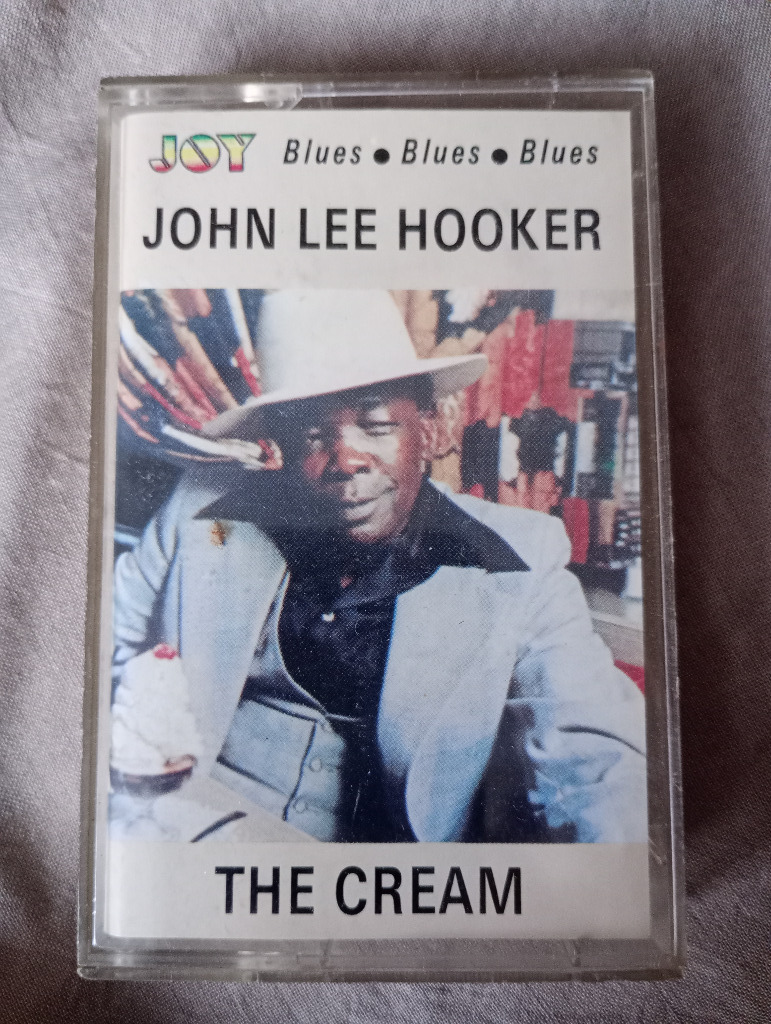 JOY Blues • Blues • Blues
JOHN LEE HOOKER
THE CREAM